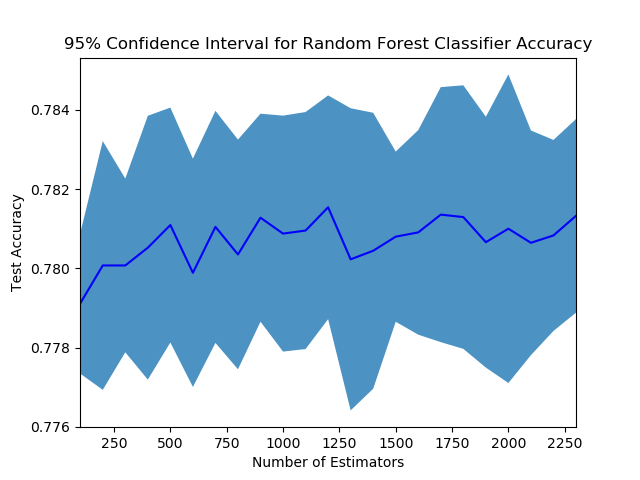 95% Confidence Interval for Random Forest Classifier Accuracy
0.784
0.782
0.780
0.778
0.776
Test Accuracy
250 500 750 1000 1250 1500 1750 2000 2250
Number of Estimators